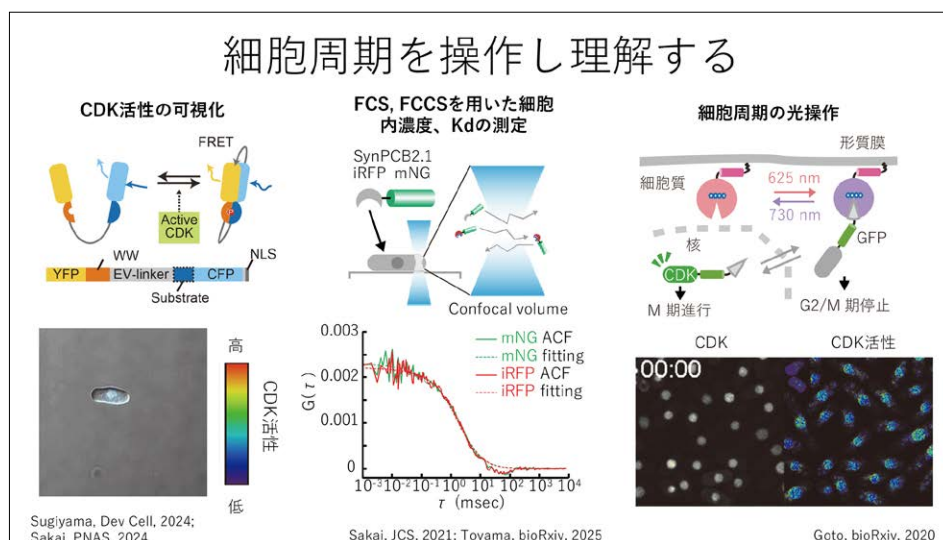 細胞周期を操作し理解する
CDK活性の可視化
FRET
Active
CDK
P
WW
NLS
YFP
EV-linker
CFP
Substrate
高
CDK活性
低
Sugiyama, Dev Cell, 2024;
Sakai, PNAS, 2024
FCS, FCCSを用いた細胞
内濃度、Kdの測定
SynPCB2.1
iRFP mNG
Confocal volume
0.003
0.002
0.001
0
G(τ)
mNG ACF
mNG fitting
iRFP ACF
iRFP fitting
10-3 10-2 10-1 100 101 102 103 104
τ (msec)
Sakai, JCS, 2021; Toyama, bioRxiv, 2025
細胞周期の光操作
形質膜
細胞質
625 nm
730 nm
GFP
核
CDK
M 期進行
G2/M 期停止
CDK
CDK活性
00:00
Goto, bioRxiv, 2020